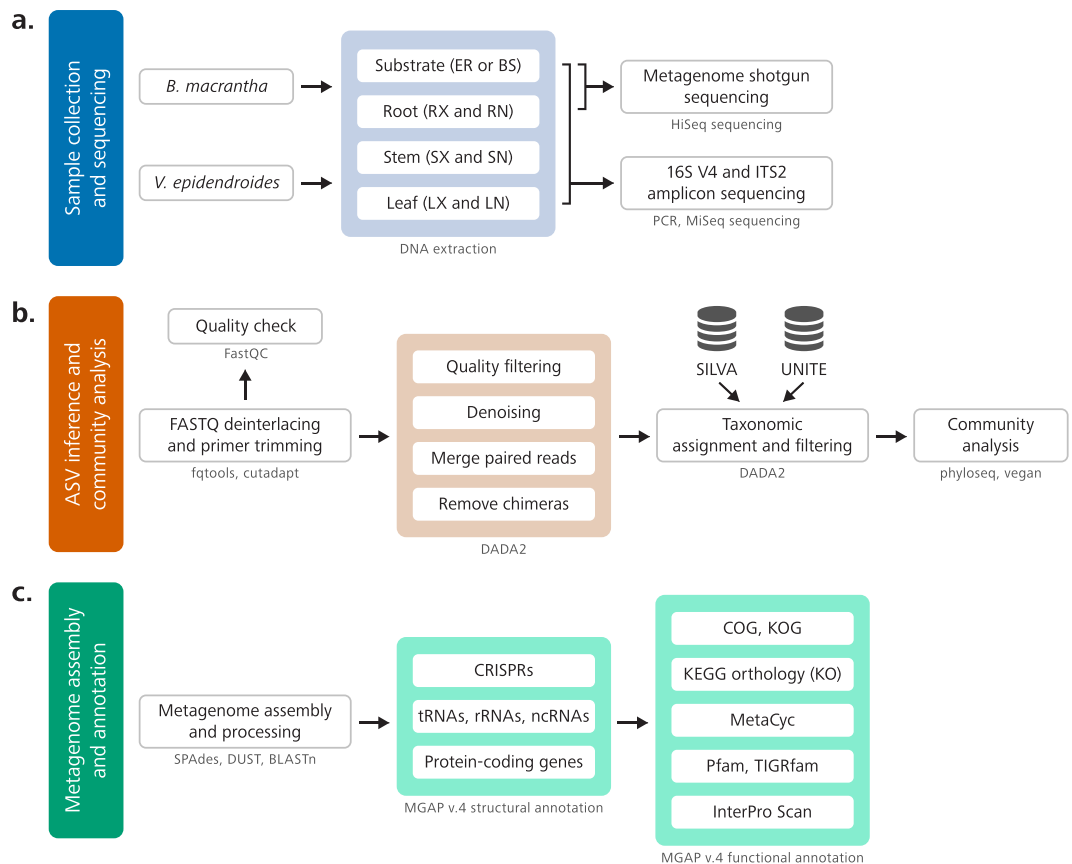 a.
Sample collection
and sequencing
B. macrantha
V. epidendroides
Substrate (ER or BS)
Root (RX and RN)
Stem (SX and SN)
Leaf (LX and LN)
DNA extraction
Metagenome shotgun
sequencing
HiSeq sequencing
16S V4 and ITS2
amplicon sequencing
PCR, MiSeq sequencing
b.
ASV inference and
community analysis
Quality check
FastQC
FASTQ deinterlacing
and primer trimming
fqtools, cutadapt
Quality filtering
Denoising
Merge paired reads
Remove chimeras
DADA2
SILVA
UNITE
Taxonomic
assignment and filtering
DADA2
Community
analysis
phyloseq, vegan
c.
Metagenome assembly
and annotation
Metagenome assembly
and processing
SPAdes, DUST, BLASTn
CRISPRs
tRNAs, rRNAs, ncRNAs
Protein-coding genes
MGAP v.4 structural annotation
COG, KOG
KEGG orthology (KO)
MetaCyc
Pfam, TIGRfam
InterPro Scan
MGAP v.4 functional annotation